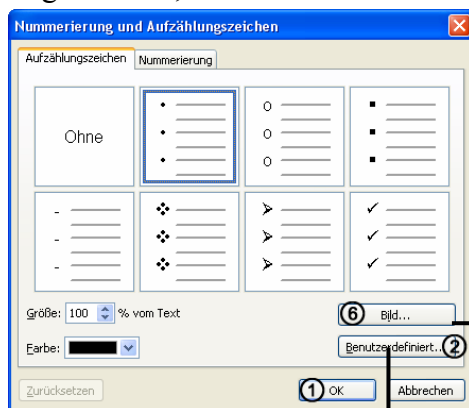 Nummerierung und Aufzählungszeichen
Aufzählungszeichen Nummerierung
Ohne
Größe: 100 % vom Text
⑥ Bild...
Farbe:
Benutzerdefiniert... ②
Zurücksetzen ① OK Abbrechen